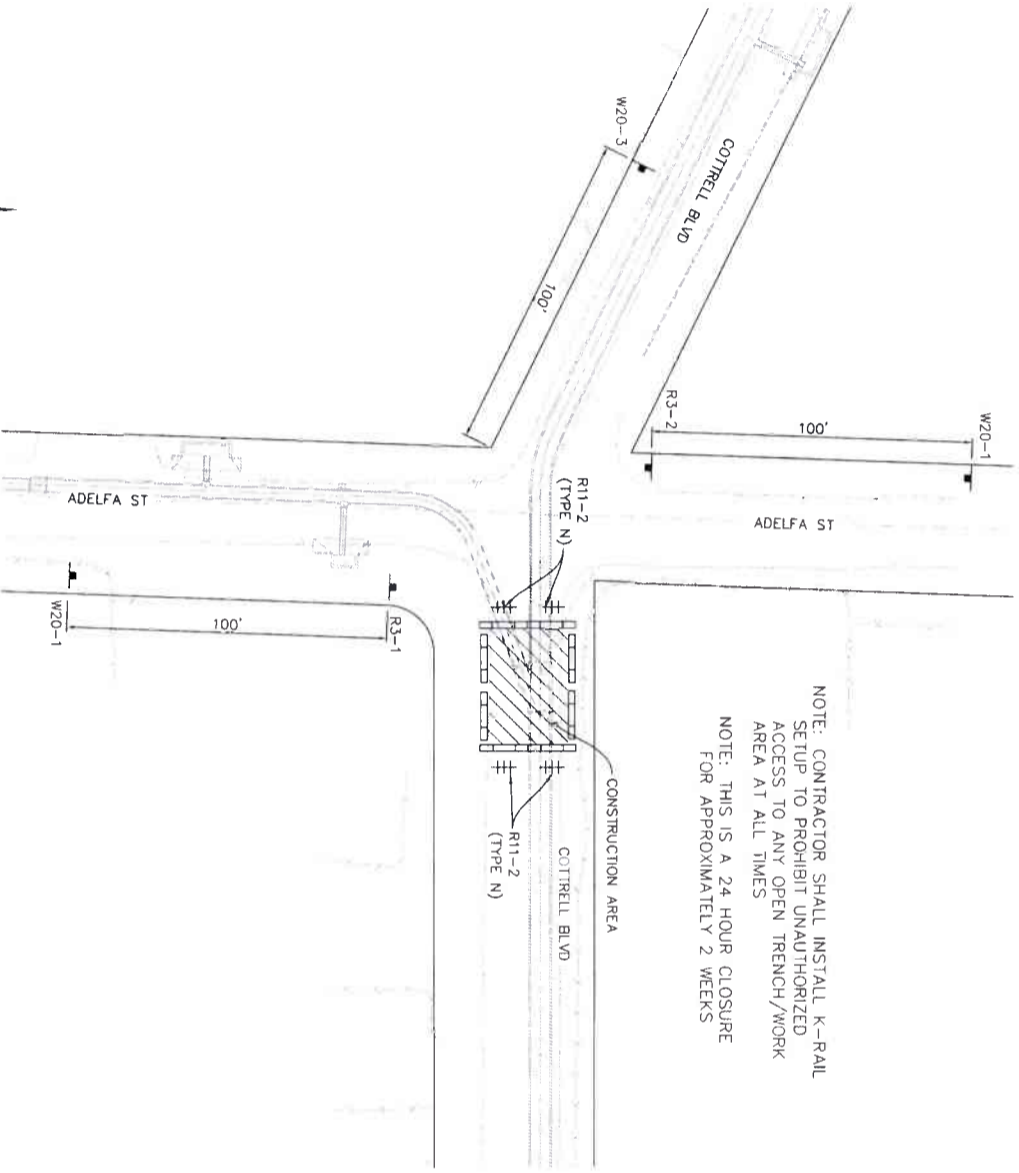 W20-3
COTTRELL BLVD
100'
R3-2
100'
W20-1
ADELFA ST
R11-2
(TYPE N)
ADELFA ST
W20-1
100'
R3-1
NOTE: CONTRACTOR SHALL INSTALL K-RAIL
SETUP TO PROHIBIT UNAUTHORIZED
ACCESS TO ANY OPEN TRENCH/WORK
AREA AT ALL TIMES
NOTE: THIS IS A 24 HOUR CLOSURE
FOR APPROXIMATELY 2 WEEKS
CONSTRUCTION AREA
COTTRELL BLVD
R11-2
(TYPE N)